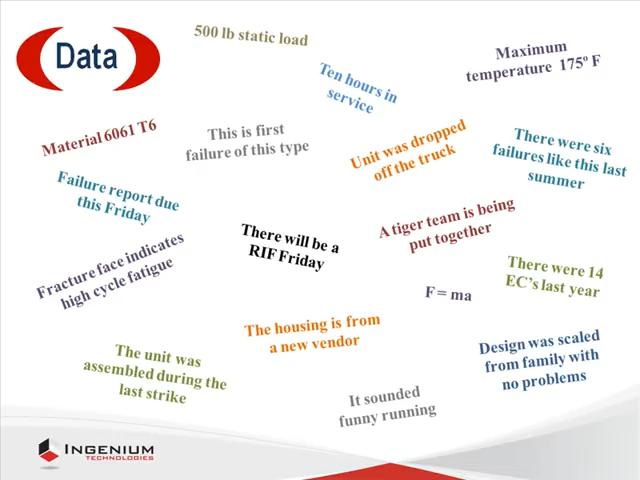 Data
500 lb static load
Maximum
temperature 175º F
Ten hours in
service
Material 6061 T6
This is first
failure of this type
Unit was dropped
off the truck
There were six
failures like this last
summer
Failure report due
this Friday
There will be a
RIF Friday
A tiger team is being
put together
Fracture face indicates
high cycle fatigue
F = ma
There were 14
EC's last year
The housing is from
a new vendor
Design was scaled
from family with
no problems
The unit was
assembled during the
last strike
It sounded
funny running
INGENIUM
TECHNOLOGIES